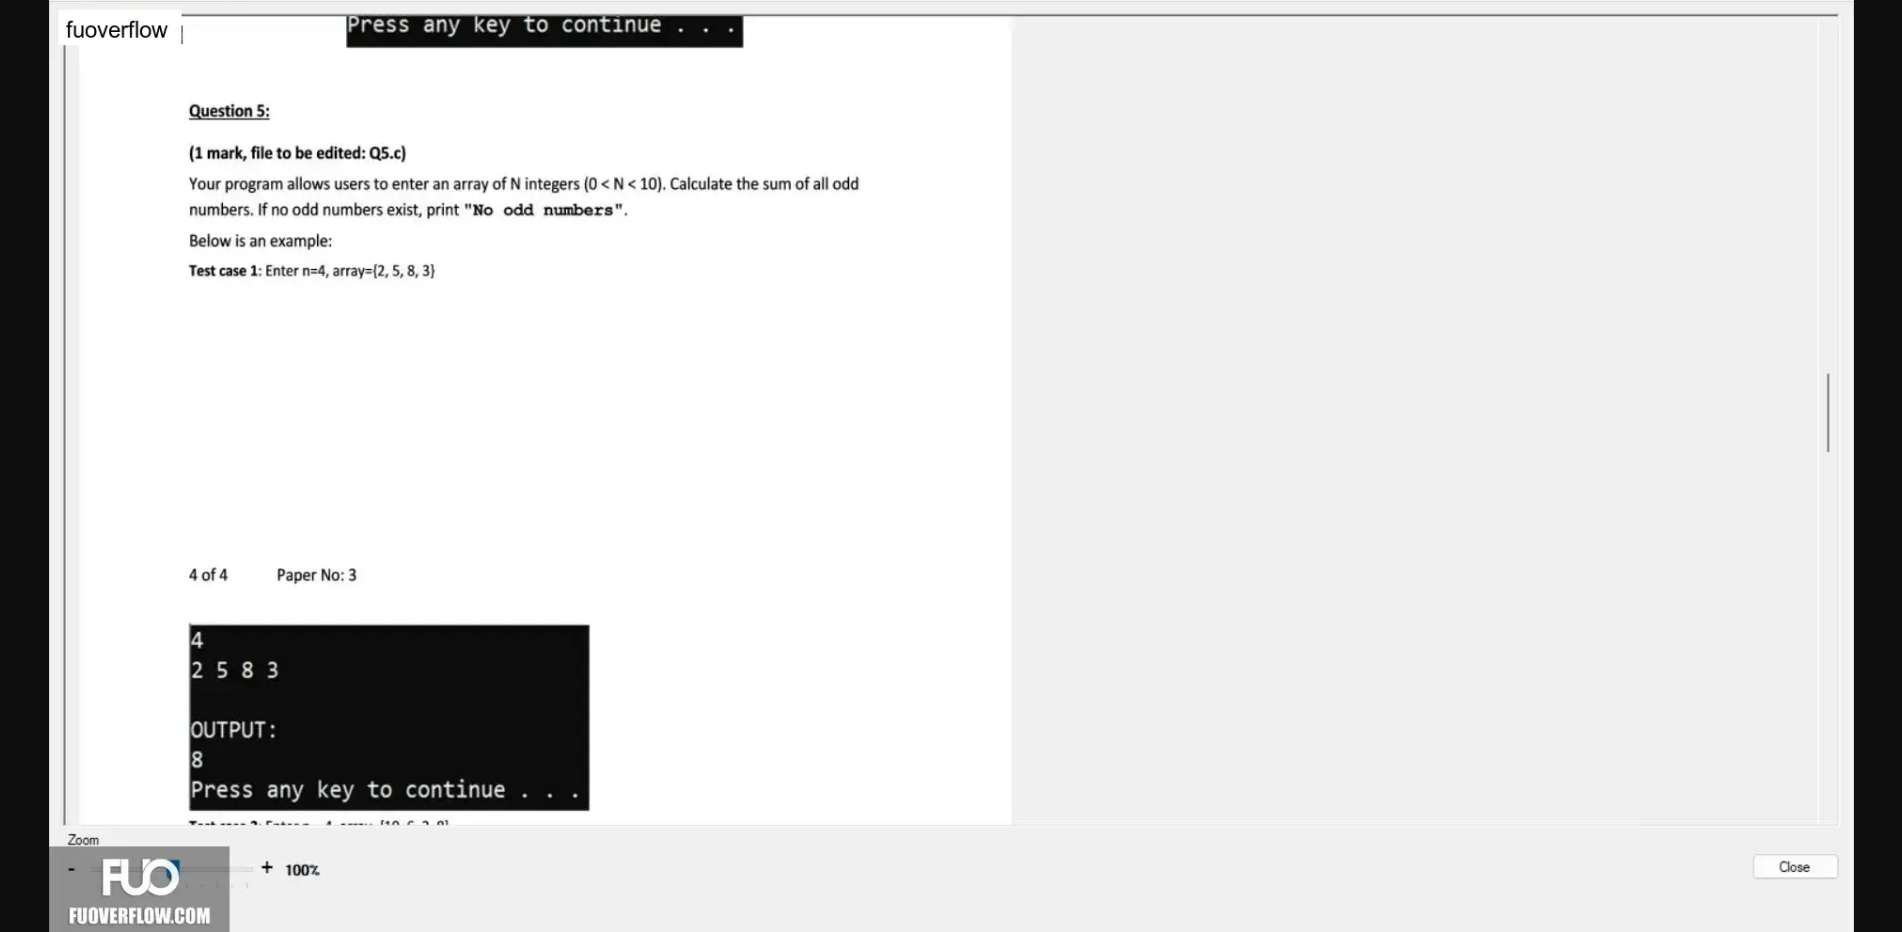 fuoverflow
Press any key to continue . . .
Question 5:
(1 mark, file to be edited: Q5.c)
Your program allows users to enter an array of N integers (0 < N < 10). Calculate the sum of all odd
numbers. If no odd numbers exist, print "No odd numbers".
Below is an example:
Test case 1: Enter n=4, array={2, 5, 8, 3}
4 of 4 Paper No: 3
4
2 5 8 3
OUTPUT:
8
Press any key to continue . . .
Zoom
- + 100%
Close
FUO
FUOVERFLOW.COM